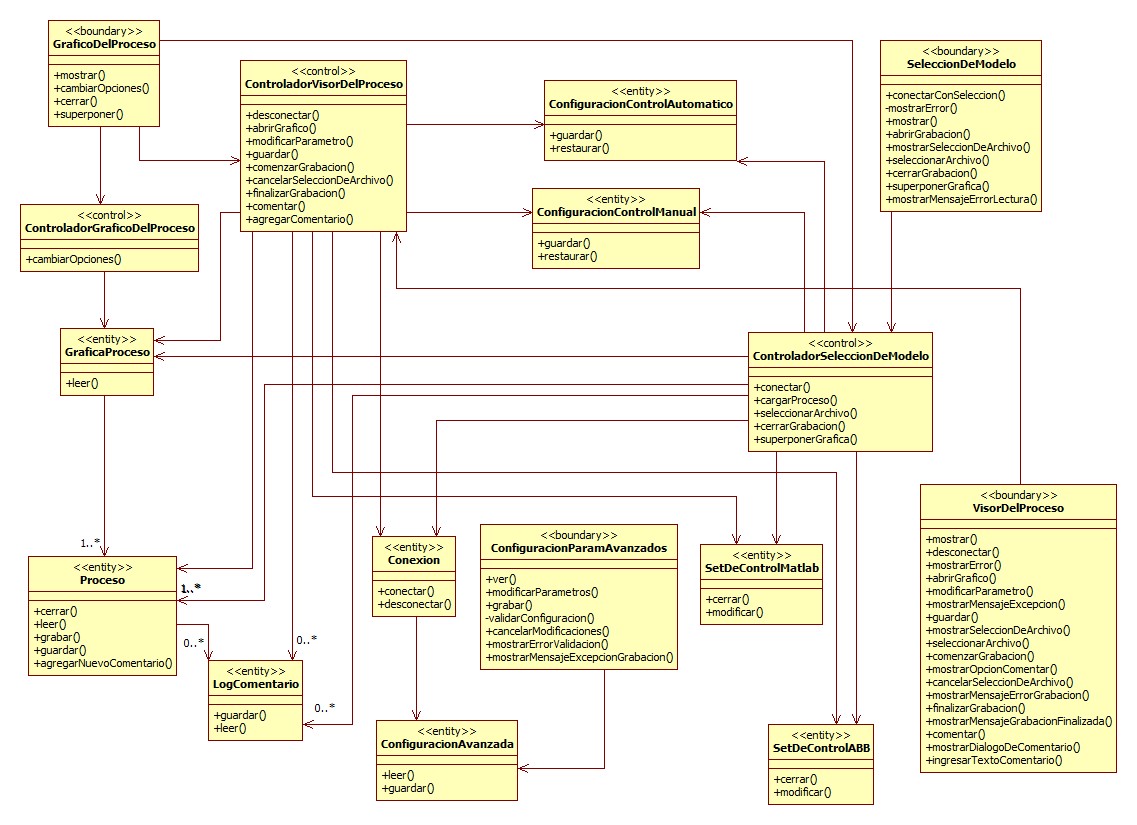 <<boundary>>
GraficoDelProceso
+mostrar()
+cambiarOpciones()
+cerrar()
+superponer()
<<control>>
ControladorVisorDelProceso
+desconectar()
+abrirGrafico()
+modificarParametro()
+guardar()
+comenzarGrabacion()
+cancelarSeleccionDeArchivo()
+finalizarGrabacion()
+comentar()
+agregarComentario()
<<entity>>
ConfiguracionControlAutomatico
+guardar()
+restaurar()
<<boundary>>
SeleccionDeModelo
+conectarConSeleccion()
-mostrarError()
+mostrar()
+abrirGrabacion()
+mostrarSeleccionDeArchivo()
+seleccionarArchivo()
+cerrarGrabacion()
+superponerGrafica()
+mostrarMensajeErrorLectura()
<<control>>
ControladorGraficoDelProceso
+cambiarOpciones()
<<entity>>
ConfiguracionControlManual
+guardar()
+restaurar()
<<entity>>
GraficaProceso
+leer()
<<control>>
ControladorSeleccionDeModelo
+conectar()
+cargarProceso()
+seleccionarArchivo()
+cerrarGrabacion()
+superponerGrafica()
1..*
<<entity>>
Proceso
+cerrar()
+leer()
+grabar()
+guardar()
+agregarNuevoComentario()
1..*
0..*
0..*
0..*
<<entity>>
LogComentario
+guardar()
+leer()
<<entity>>
Conexion
+conectar()
+desconectar()
<<boundary>>
ConfiguracionParamAvanzados
+ver()
+modificarParametros()
+grabar()
-validarConfiguracion()
+cancelarModificaciones()
+mostrarErrorValidacion()
+mostrarMensajeExcepcionGrabacion()
<<entity>>
SetDeControlMatlab
+cerrar()
+modificar()
<<boundary>>
VisorDelProceso
+mostrar()
+desconectar()
+mostrarError()
+abrirGrafico()
+modificarParametro()
+mostrarMensajeExcepcion()
+guardar()
+mostrarSeleccionDeArchivo()
+seleccionarArchivo()
+comenzarGrabacion()
+mostrarOpcionComentar()
+cancelarSeleccionDeArchivo()
+mostrarMensajeErrorGrabacion()
+finalizarGrabacion()
+mostrarMensajeGrabacionFinalizada()
+comentar()
+mostrarDialogoDeComentario()
+ingresarTextoComentario()
<<entity>>
ConfiguracionAvanzada
+leer()
+guardar()
<<entity>>
SetDeControlABB
+cerrar()
+modificar()